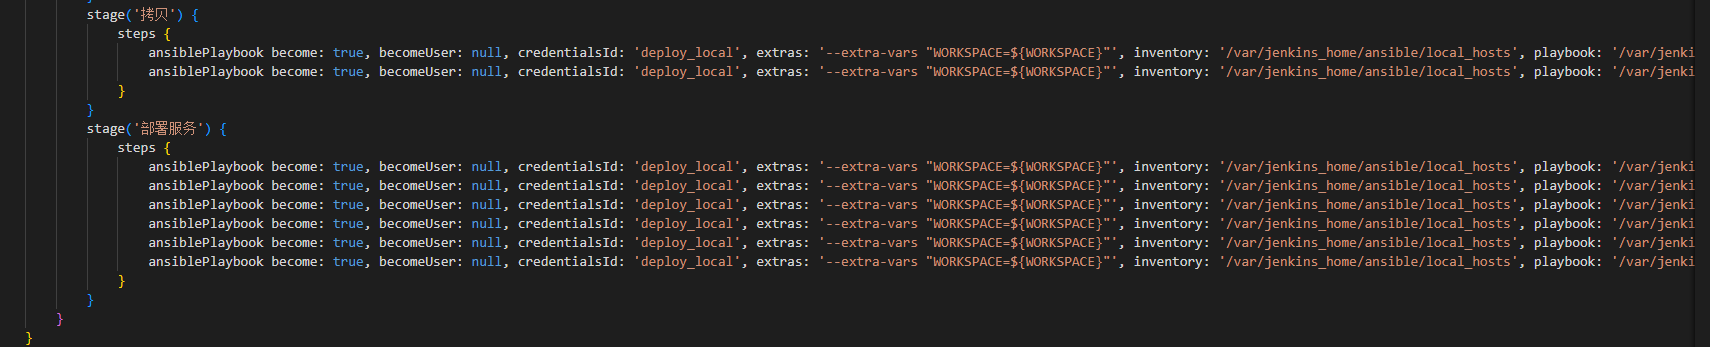 }
stage('拷贝') {
steps {
ansiblePlaybook become: true, becomeUser: null, credentialsId: 'deploy_local', extras: '--extra-vars "WORKSPACE=${WORKSPACE}"', inventory: '/var/jenkins_home/ansible/local_hosts', playbook: '/var/jenki
ansiblePlaybook become: true, becomeUser: null, credentialsId: 'deploy_local', extras: '--extra-vars "WORKSPACE=${WORKSPACE}"', inventory: '/var/jenkins_home/ansible/local_hosts', playbook: '/var/jenki
}
}
stage('部署服务') {
steps {
ansiblePlaybook become: true, becomeUser: null, credentialsId: 'deploy_local', extras: '--extra-vars "WORKSPACE=${WORKSPACE}"', inventory: '/var/jenkins_home/ansible/local_hosts', playbook: '/var/jenki
ansiblePlaybook become: true, becomeUser: null, credentialsId: 'deploy_local', extras: '--extra-vars "WORKSPACE=${WORKSPACE}"', inventory: '/var/jenkins_home/ansible/local_hosts', playbook: '/var/jenki
ansiblePlaybook become: true, becomeUser: null, credentialsId: 'deploy_local', extras: '--extra-vars "WORKSPACE=${WORKSPACE}"', inventory: '/var/jenkins_home/ansible/local_hosts', playbook: '/var/jenki
ansiblePlaybook become: true, becomeUser: null, credentialsId: 'deploy_local', extras: '--extra-vars "WORKSPACE=${WORKSPACE}"', inventory: '/var/jenkins_home/ansible/local_hosts', playbook: '/var/jenki
ansiblePlaybook become: true, becomeUser: null, credentialsId: 'deploy_local', extras: '--extra-vars "WORKSPACE=${WORKSPACE}"', inventory: '/var/jenkins_home/ansible/local_hosts', playbook: '/var/jenki
ansiblePlaybook become: true, becomeUser: null, credentialsId: 'deploy_local', extras: '--extra-vars "WORKSPACE=${WORKSPACE}"', inventory: '/var/jenkins_home/ansible/local_hosts', playbook: '/var/jenki
}
}
}
}